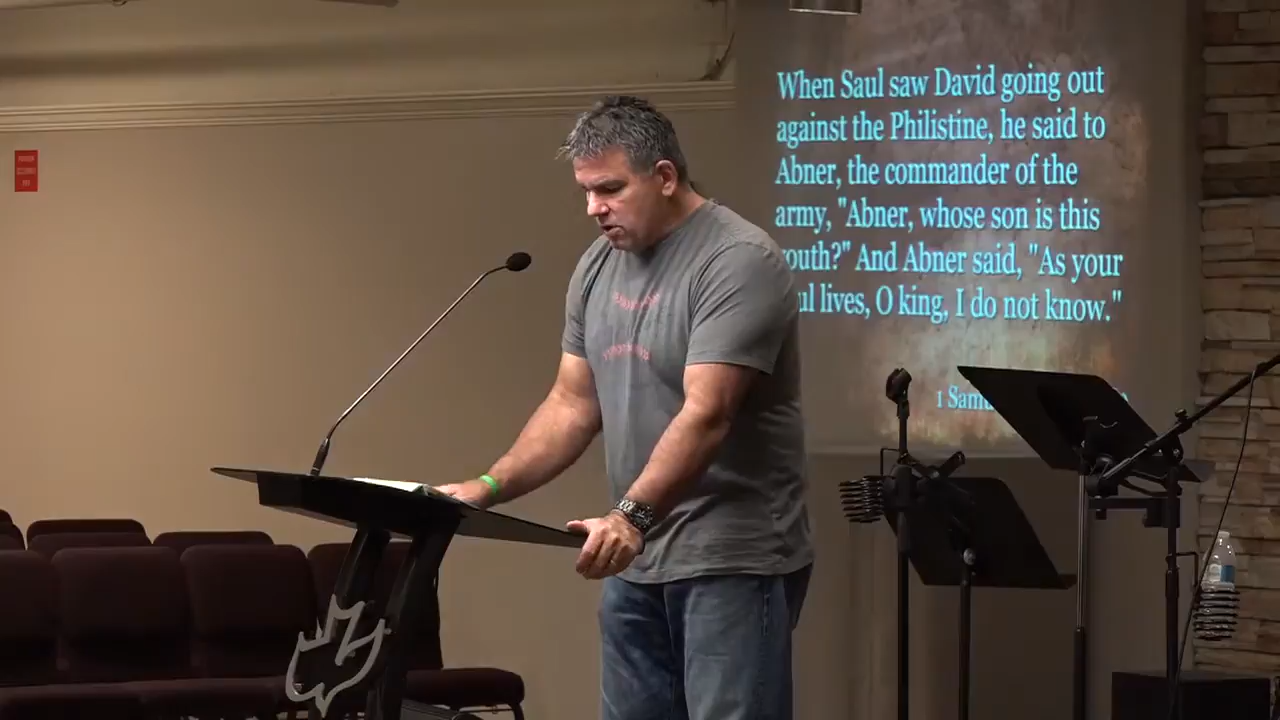 When Saul saw David going out
against the Philistine, he said to
Abner, the commander of the
army, "Abner, whose son is this
outh?" And Abner said, "As your
ul lives, O king, I do not know."
1 Sam